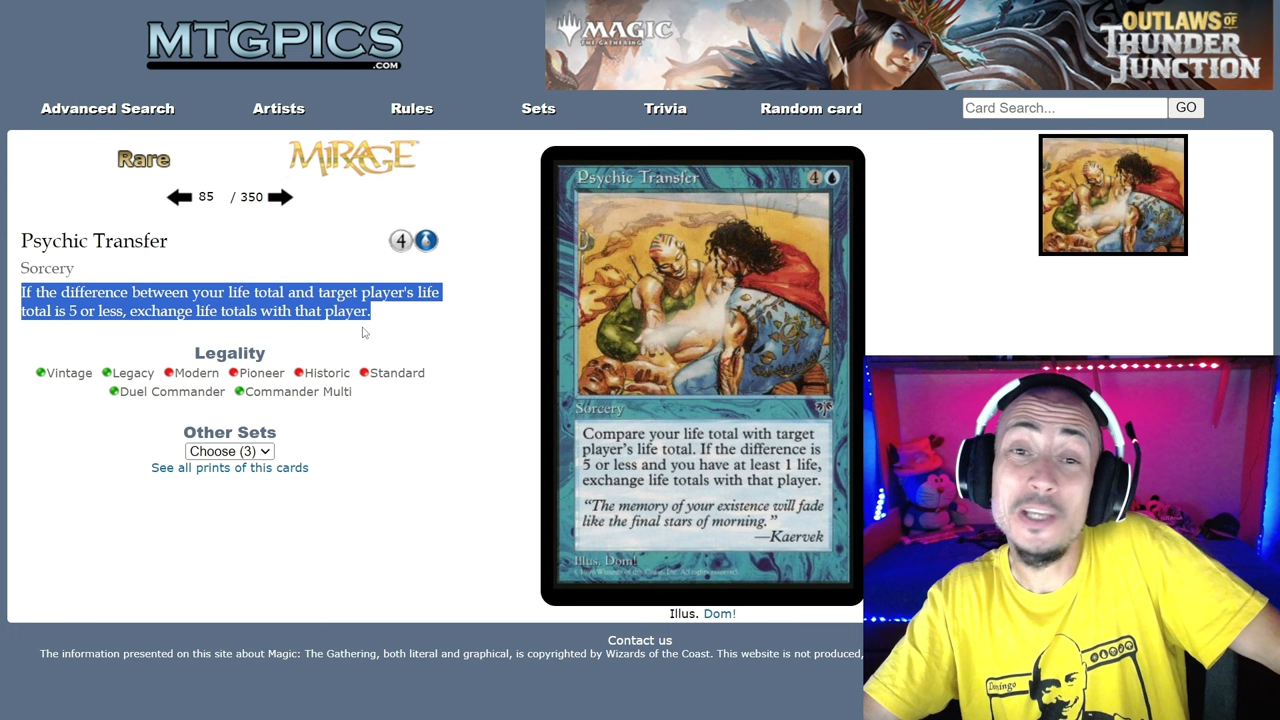 MTGPICS
.COM
MAGIC
THE GATHERING
OUTLAWS OF
THUNDER
JUNCTION
Advanced Search
Artists
Rules
Sets
Trivia
Random card
Card Search...
GO
Rare
MIRAGE
85 / 350
Psychic Transfer
4
Sorcery
If the difference between your life total and target player's life
total is 5 or less, exchange life totals with that player.
Legality
Vintage Legacy Modern Pioneer Historic Standard
Duel Commander Commander Multi
Other Sets
Choose (3)
See all prints of this cards
Psychic Transfer
4
Sorcery
Compare your life total with target
player's life total. If the difference is
5 or less and you have at least 1 life,
exchange life totals with that player.
“The memory of your existence will fade
like the final stars of morning.”
—Kaervek
Illus. Dom!
Illus. Dom!
Contact us
The information presented on this site about Magic: The Gathering, both literal and graphical, is copyrighted by Wizards of the Coast. This website is not produced,
Domingo